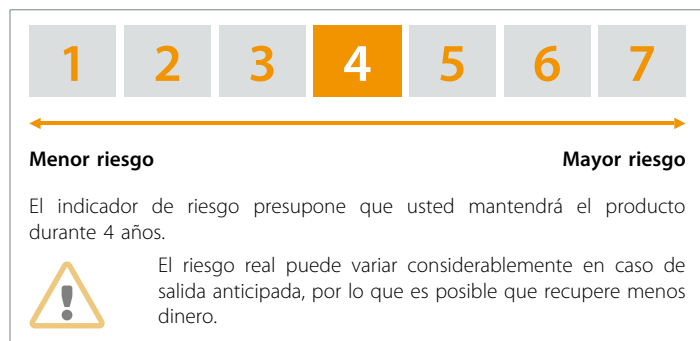 1 2 3 4 5 6 7
Menor riesgo Mayor riesgo
El indicador de riesgo presupone que usted mantendrá el producto
durante 4 años.
El riesgo real puede variar considerablemente en caso de
salida anticipada, por lo que es posible que recupere menos
dinero.